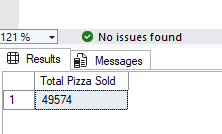 121 %
No issues found
Results
Messages
Total Pizza Sold
1
49574